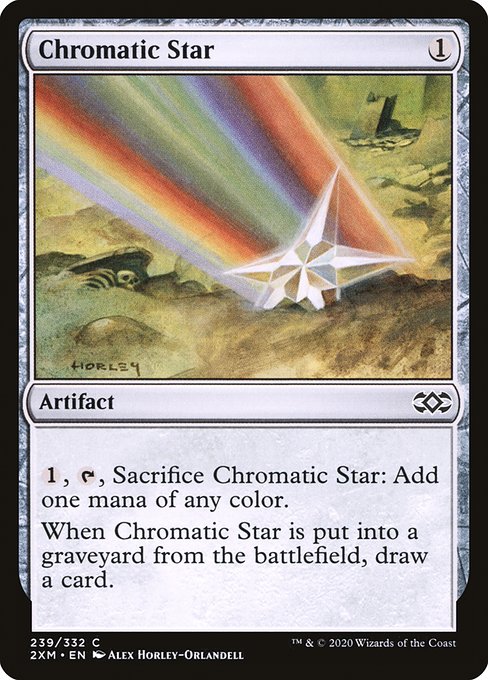 Chromatic Star 1
HORLEY
Artifact
1, T, Sacrifice Chromatic Star: Add
one mana of any color.
When Chromatic Star is put into a
graveyard from the battlefield, draw
a card.
239/332 C
2XM • EN Alex Horley-Orlandell
™ & © 2020 Wizards of the Coast